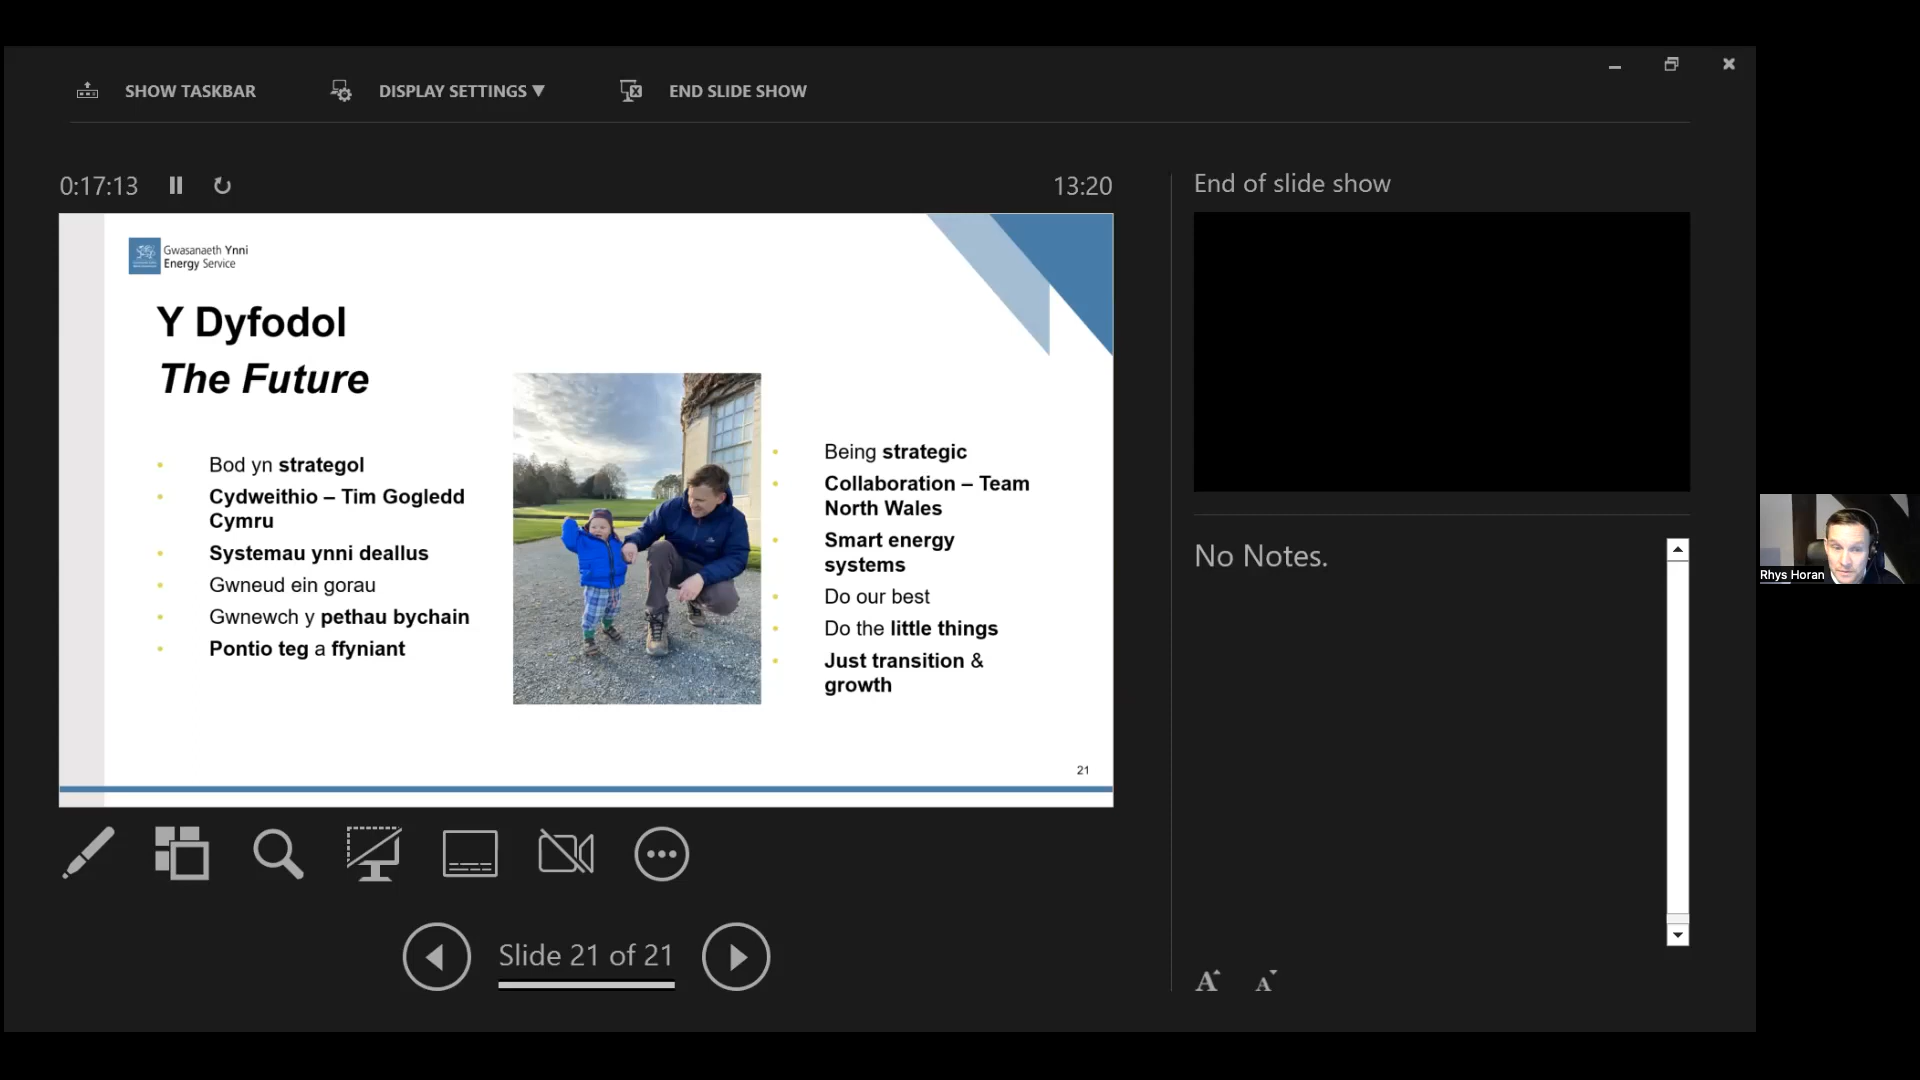 SHOW TASKBAR
DISPLAY SETTINGS ▼
END SLIDE SHOW
0:17:13
13:20
Gwasanaeth Ynni
Energy Service
Y Dyfodol
The Future
• Bod yn strategol
• Cydweithio – Tim Gogledd
Cymru
• Systemau ynni deallus
• Gwneud ein gorau
• Gwnewch y pethau bychain
• Pontio teg a ffyniant
• Being strategic
• Collaboration – Team
North Wales
• Smart energy
systems
• Do our best
• Do the little things
• Just transition &
growth
21
Slide 21 of 21
End of slide show
No Notes.
A
A
Rhys Horan